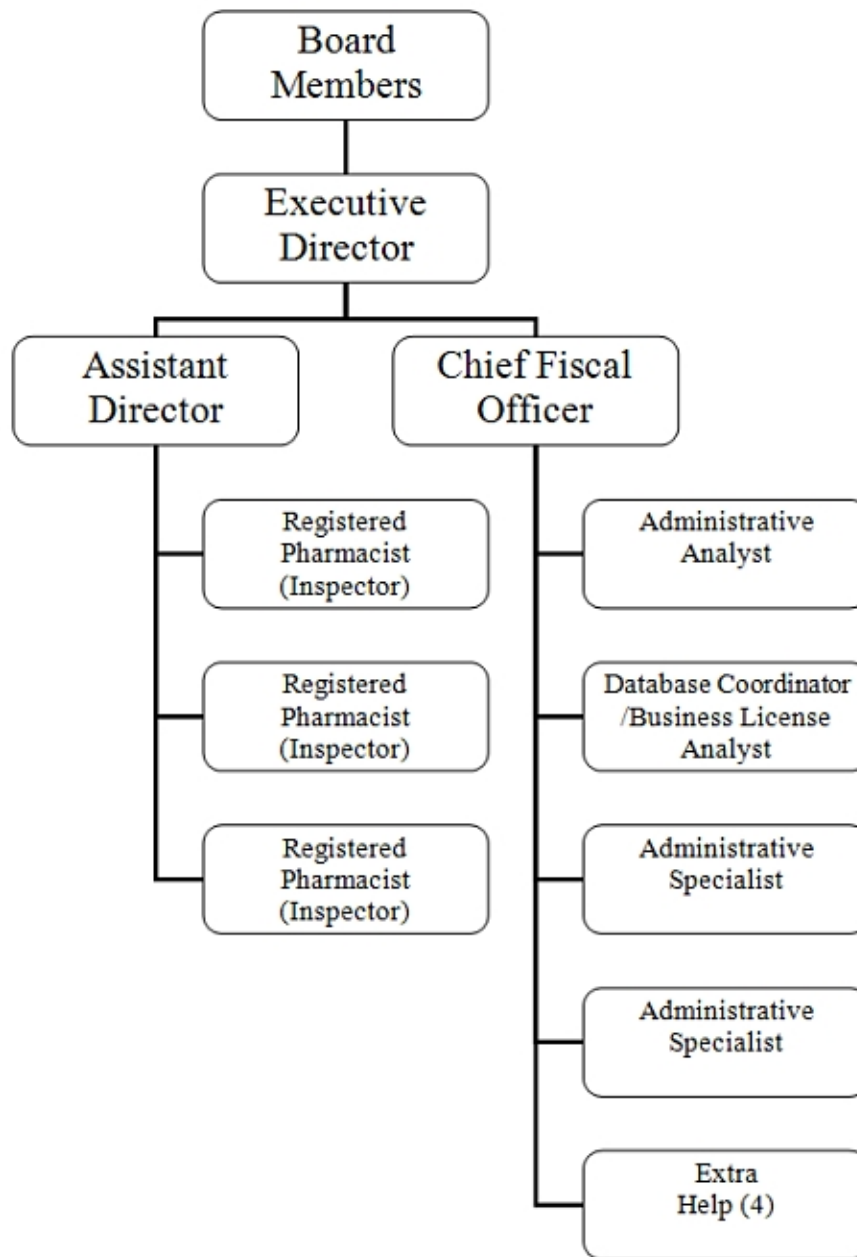 Board
Members
Executive
Director
Assistant
Director
Chief Fiscal
Officer
Registered
Pharmacist
(Inspector)
Registered
Pharmacist
(Inspector)
Registered
Pharmacist
(Inspector)
Administrative
Analyst
Database Coordinator
/Business License
Analyst
Administrative
Specialist
Administrative
Specialist
Extra
Help (4)